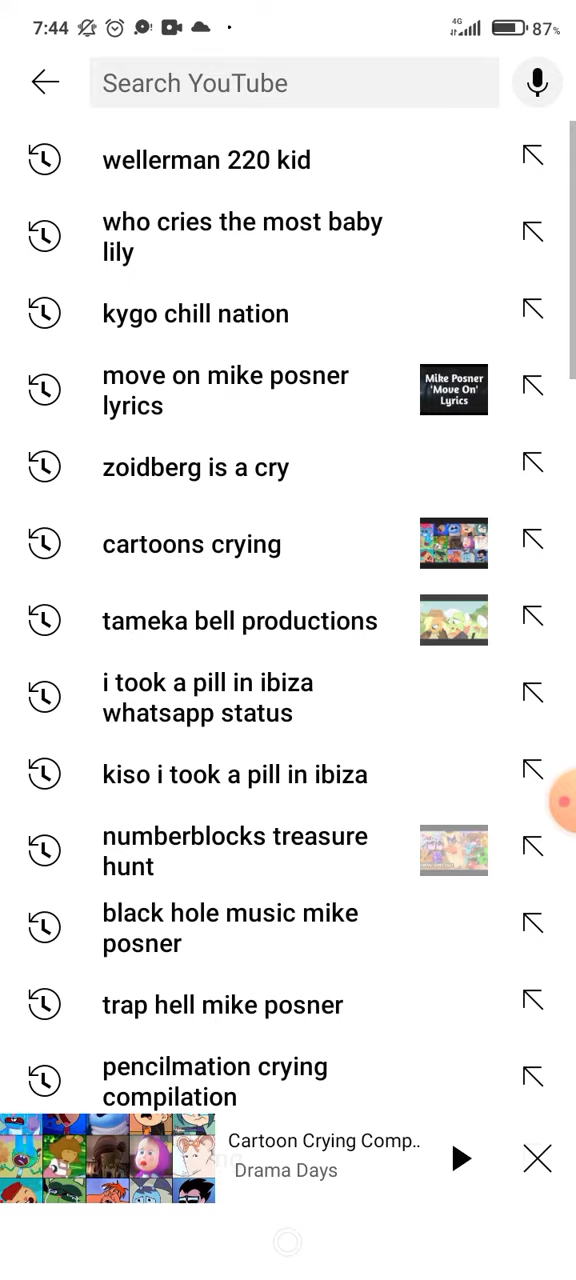 7:44
4G
87%
Search YouTube
wellerman 220 kid
who cries the most baby
lily
kygo chill nation
move on mike posner
lyrics
Mike Posner
'Move On'
Lyrics
zoidberg is a cry
cartoons crying
tameka bell productions
i took a pill in ibiza
whatsapp status
kiso i took a pill in ibiza
numberblocks treasure
hunt
black hole music mike
posner
trap hell mike posner
pencilmation crying
compilation
Cartoon Crying Comp..
Drama Days